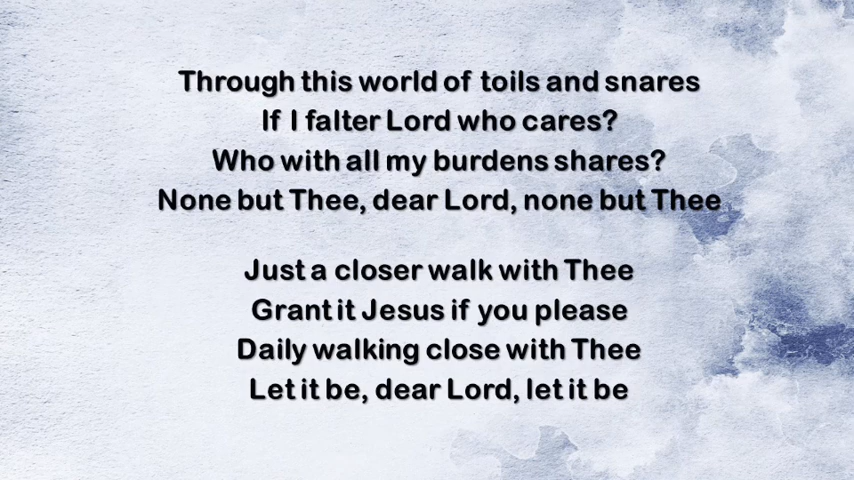 Through this world of toils and snares
If I falter Lord who cares?
Who with all my burdens shares?
None but Thee, dear Lord, none but Thee
Just a closer walk with Thee
Grant it Jesus if you please
Daily walking close with Thee
Let it be, dear Lord, let it be